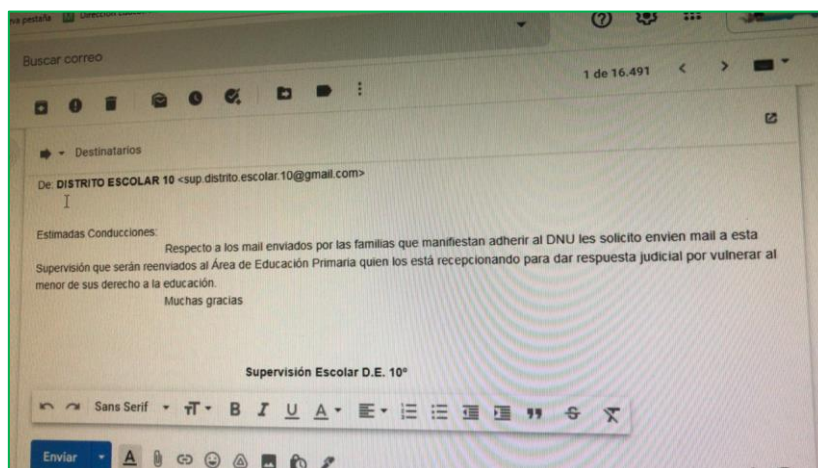 Buscar correo
1 de 16.491
Destinatarios
De: DISTRITO ESCOLAR 10 <sup.distrito.escolar.10@gmail.com>
Estimadas Conducciones:
Respecto a los mail enviados por las familias que manifiestan adherir al DNU les solicito envien mail a esta
Supervisión que serán reenviados al Área de Educación Primaria quien los está recepcionando para dar respuesta judicial por vulnerar al
menor de sus derecho a la educación.
Muchas gracias
Supervisión Escolar D.E. 10º
Sans Serif
Enviar